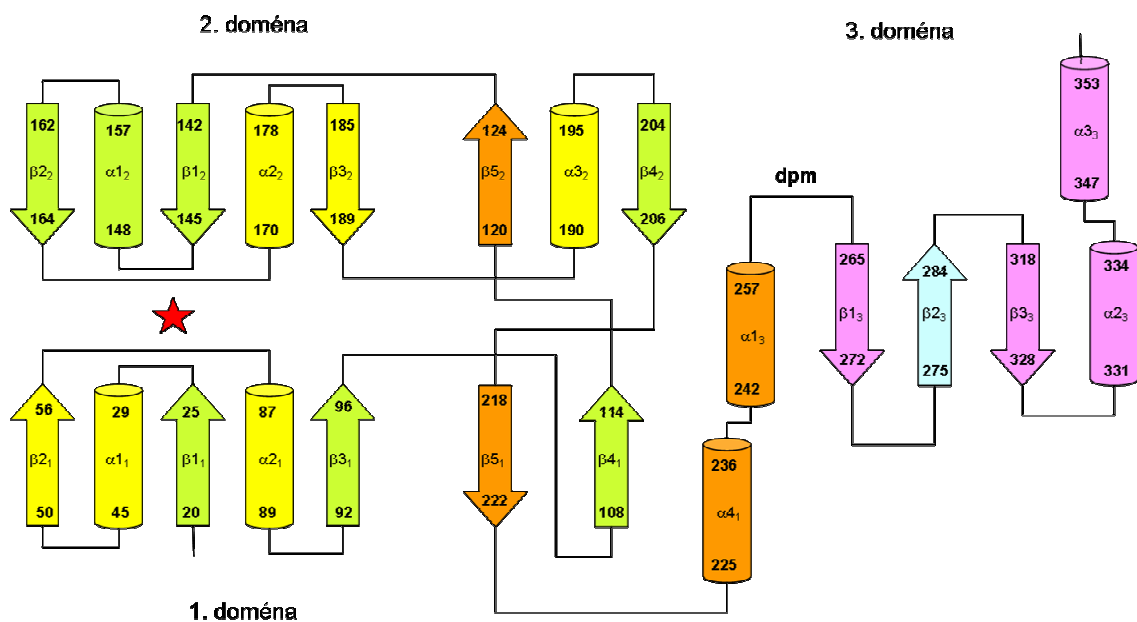 2. doména
3. doména
162 157 142 178 185 124 195 204
β2₂ α1₂ β1₂ α2₂ β3₂ β5₂ α3₂ β4₂
164 148 145 170 189 120 190 206
56 29 25 87 96 218 114
β2₁ α1₁ β1₁ α2₁ β3₁ β5₁ β4₁
50 45 20 89 92 222 108
1. doména
353
α3₃
347
dpm
257
α1₃
242
236
α4₁
225
265 284 318 334
β1₃ β2₃ β3₃ α2₃
272 275 328 331